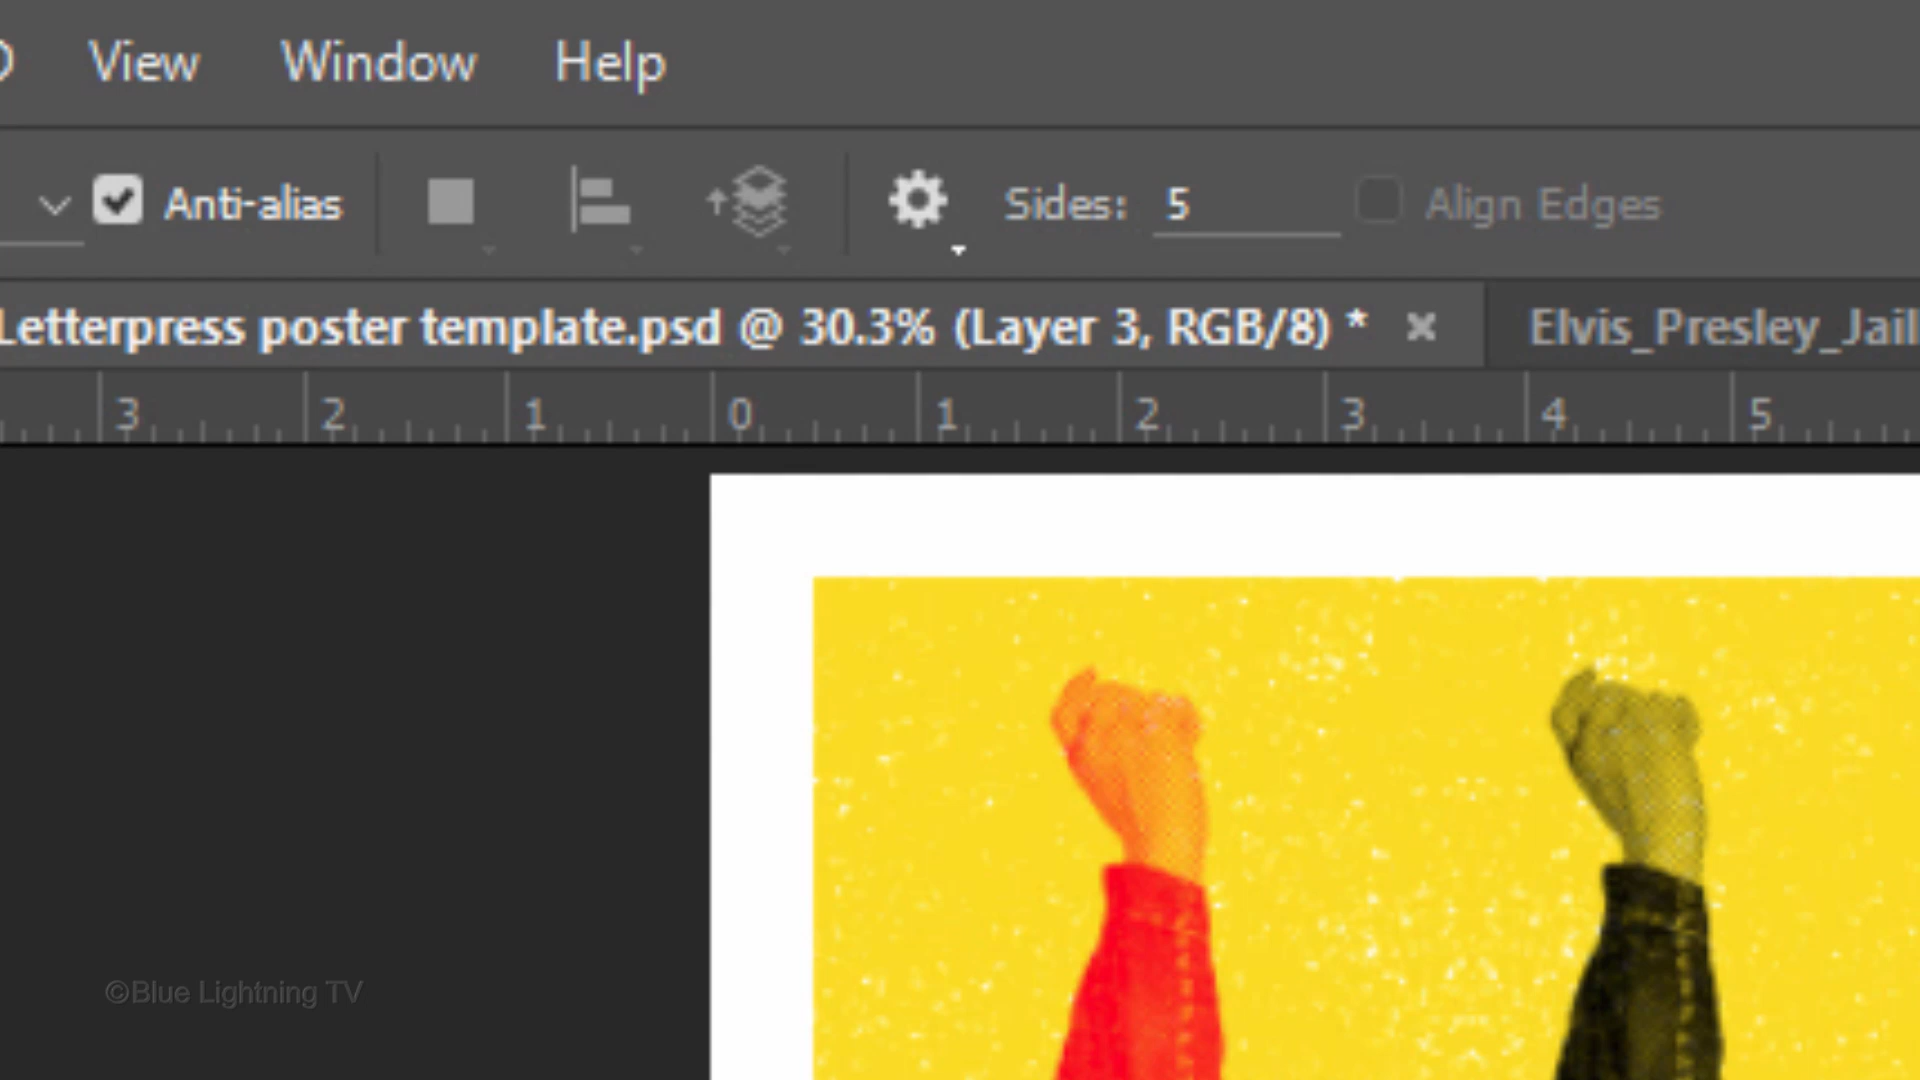 View Window Help
Anti-alias Sides: 5 Align Edges
Letterpress poster template.psd @ 30.3% (Layer 3, RGB/8) * × Elvis_Presley_Jail
3 2 1 0 1 2 3 4 5
©Blue Lightning TV